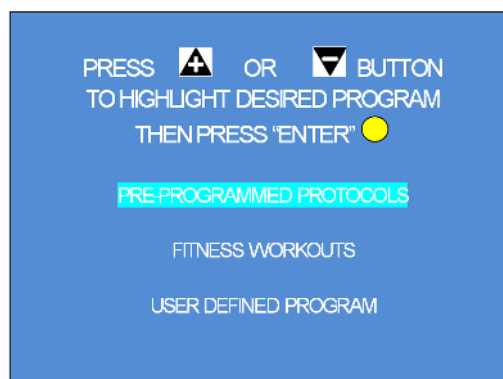 PRESS + OR − BUTTON
TO HIGHLIGHT DESIRED PROGRAM
THEN PRESS “ENTER”
PRE-PROGRAMMED PROTOCOLS
FITNESS WORKOUTS
USER DEFINED PROGRAM